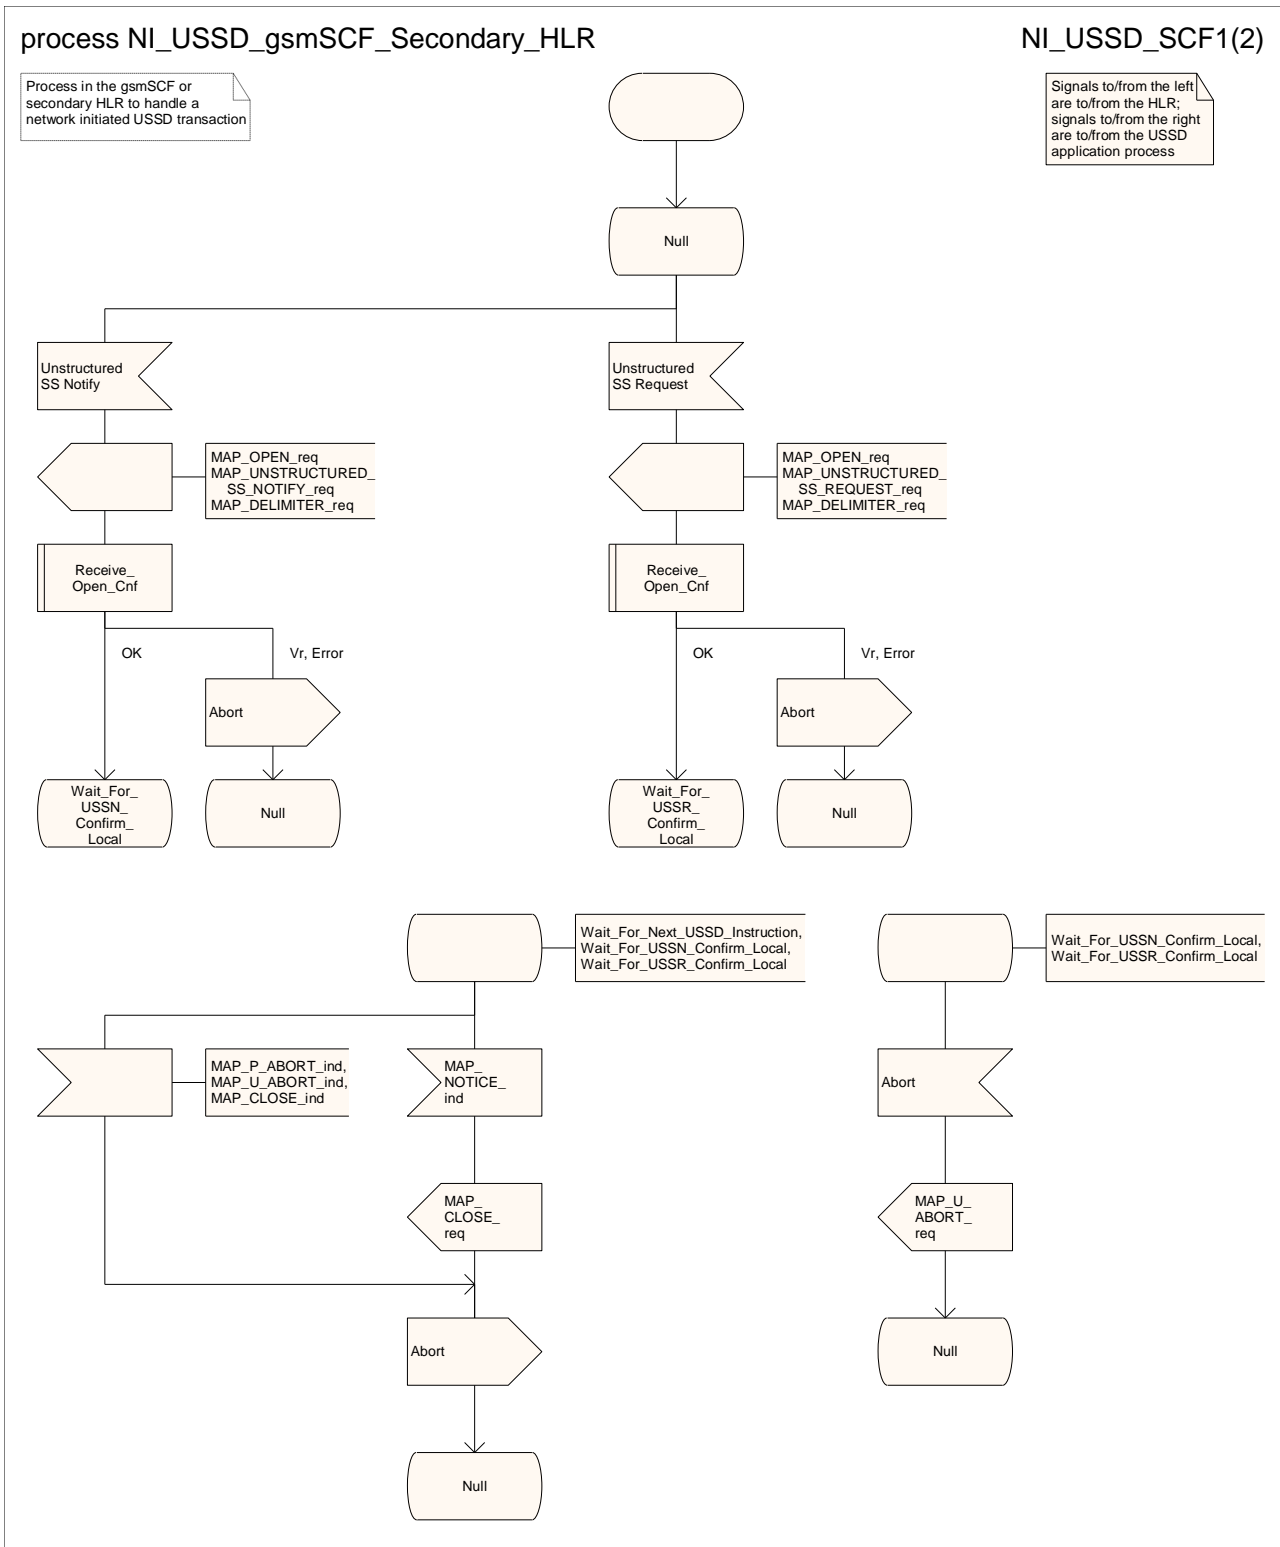 process NI_USSD_gsmSCF_Secondary_HLR
NI_USSD_SCF1(2)
Process in the gsmSCF or
secondary HLR to handle a
network initiated USSD transaction
Signals to/from the left
are to/from the HLR;
signals to/from the right
are to/from the USSD
application process
Null
Unstructured
SS Notify
Unstructured
SS Request
MAP_OPEN_req
MAP_UNSTRUCTURED_
SS_NOTIFY_req
MAP_DELIMITER_req
MAP_OPEN_req
MAP_UNSTRUCTURED_
SS_REQUEST_req
MAP_DELIMITER_req
Receive_
Open_Cnf
Receive_
Open_Cnf
OK
Vr, Error
OK
Vr, Error
Abort
Abort
Wait_For_
USSN_
Confirm_
Local
Null
Wait_For_
USSR_
Confirm_
Local
Null
Wait_For_Next_USSD_Instruction,
Wait_For_USSN_Confirm_Local,
Wait_For_USSR_Confirm_Local
Wait_For_USSN_Confirm_Local,
Wait_For_USSR_Confirm_Local
MAP_P_ABORT_ind,
MAP_U_ABORT_ind,
MAP_CLOSE_ind
MAP_
NOTICE_
ind
Abort
MAP_
CLOSE_
req
MAP_U_
ABORT_
req
Abort
Null
Null